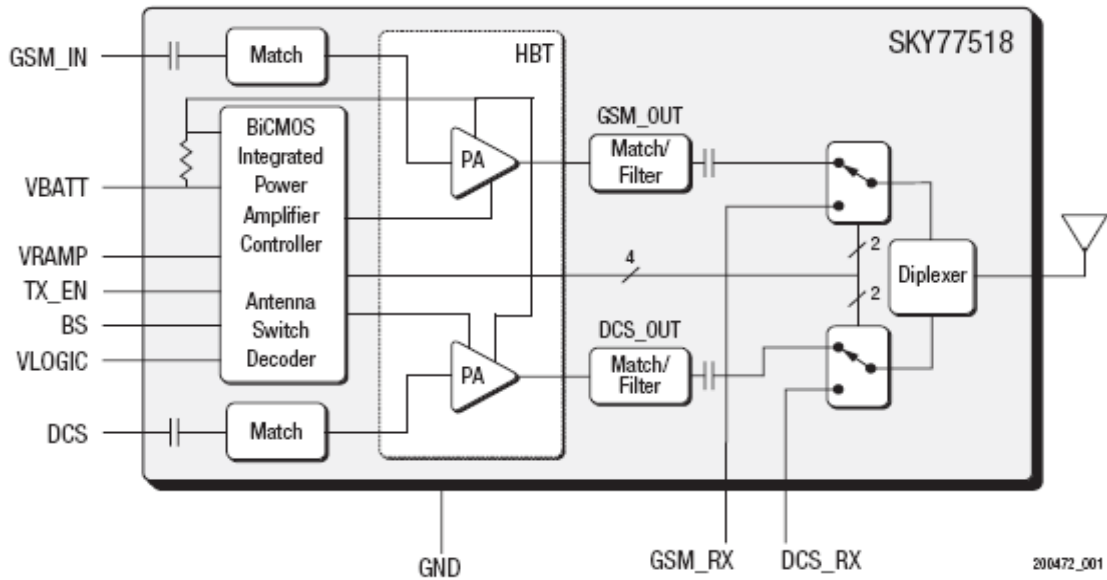 SKY77518
GSM_IN
Match
HBT
BiCMOS
Integrated
Power
Amplifier
Controller
Antenna
Switch
Decoder
VBATT
VRAMP
TX_EN
BS
VLOGIC
PA
GSM_OUT
Match/
Filter
4
2
2
Diplexer
DCS_OUT
PA
Match/
Filter
DCS
Match
GND
GSM_RX
DCS_RX
200472_001